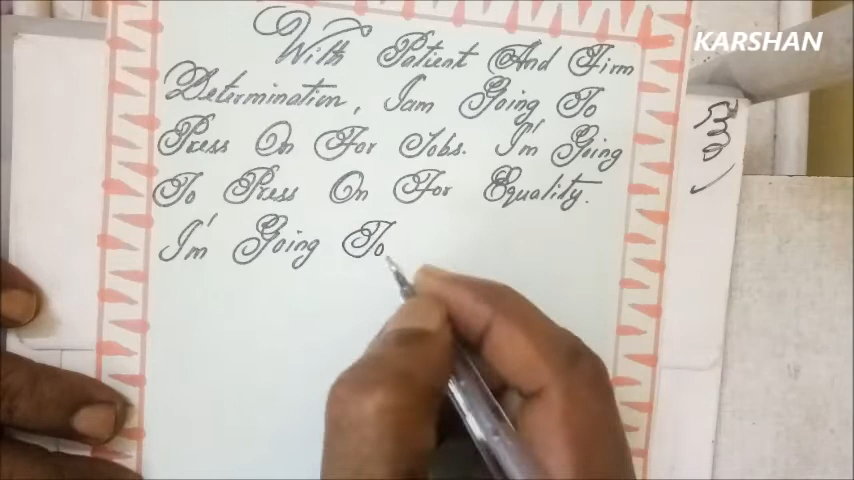 KARSHAN
With Patient And Firm
Determination, I am Going To
Press On For Jobs. I'm Going
To Press On For Equality.
I'm Going To